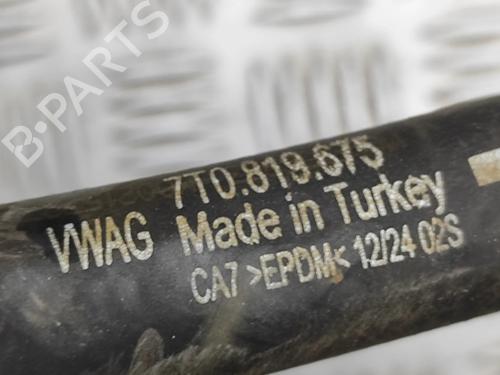 B-PARTS
7T0.819.675
VWAG Made in Turkey
CA7 >EPDM< 12/24 02S